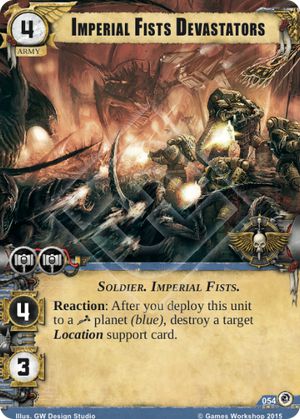 4
IMPERIAL FISTS DEVASTATORS
ARMY
SOLDIER. IMPERIAL FISTS.
4
Reaction: After you deploy this unit
to a planet (blue), destroy a target
Location support card.
3
054
Illus. GW Design Studio
© Games Workshop 2015